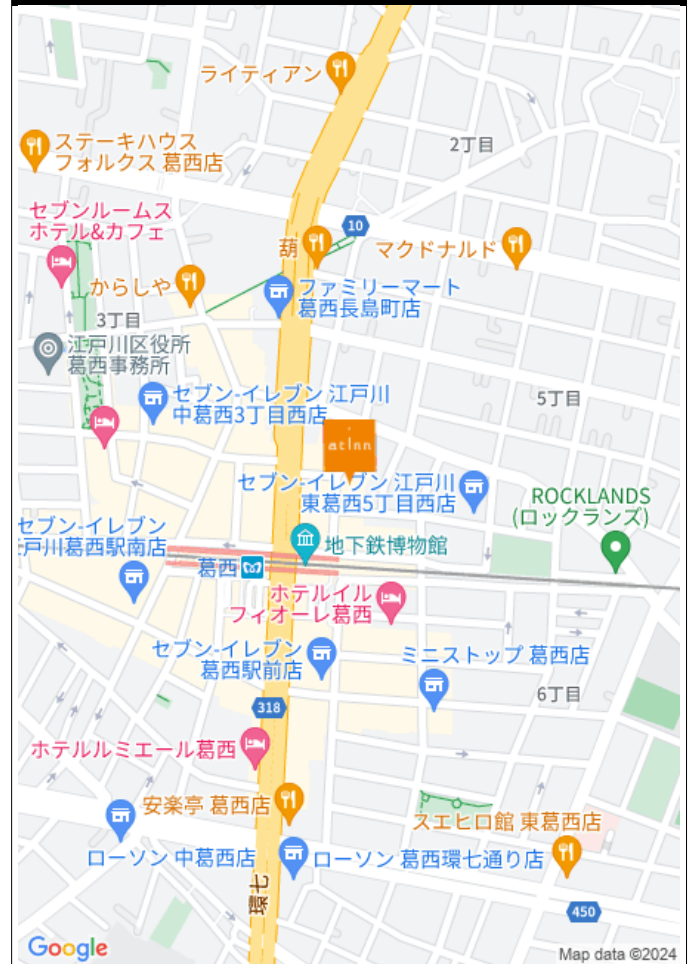 ライティアン
2丁目
ステーキハウス
フォルクス 葛西店
セブンルームス
ホテル&カフェ
10
葫
マクドナルド
からしや
ファミリーマート
葛西長島町店
3丁目
江戸川区役所
葛西事務所
セブン-イレブン 江戸川
中葛西3丁目西店
5丁目
at inn
セブン-イレブン 江戸川
東葛西5丁目西店
ROCKLANDS
(ロックランズ)
セブン-イレブン
江戸川葛西駅南店
地下鉄博物館
葛西
ホテルイル
フィオーレ葛西
セブン-イレブン
葛西駅前店
ミニストップ 葛西店
6丁目
318
ホテルルミエール葛西
安楽亭 葛西店
スエヒロ館 東葛西店
ローソン 中葛西店
ローソン 葛西環七通り店
環七
450
Google
Map data ©2024